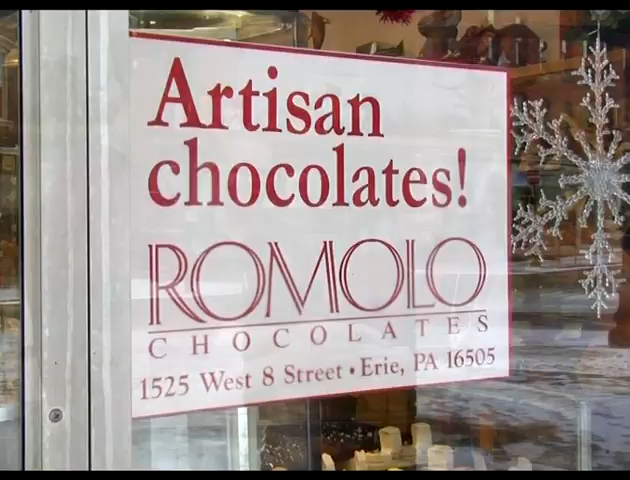 Artisan
chocolates!
ROMOLO
CHOCOLATES
1525 West 8 Street • Erie, PA 16505